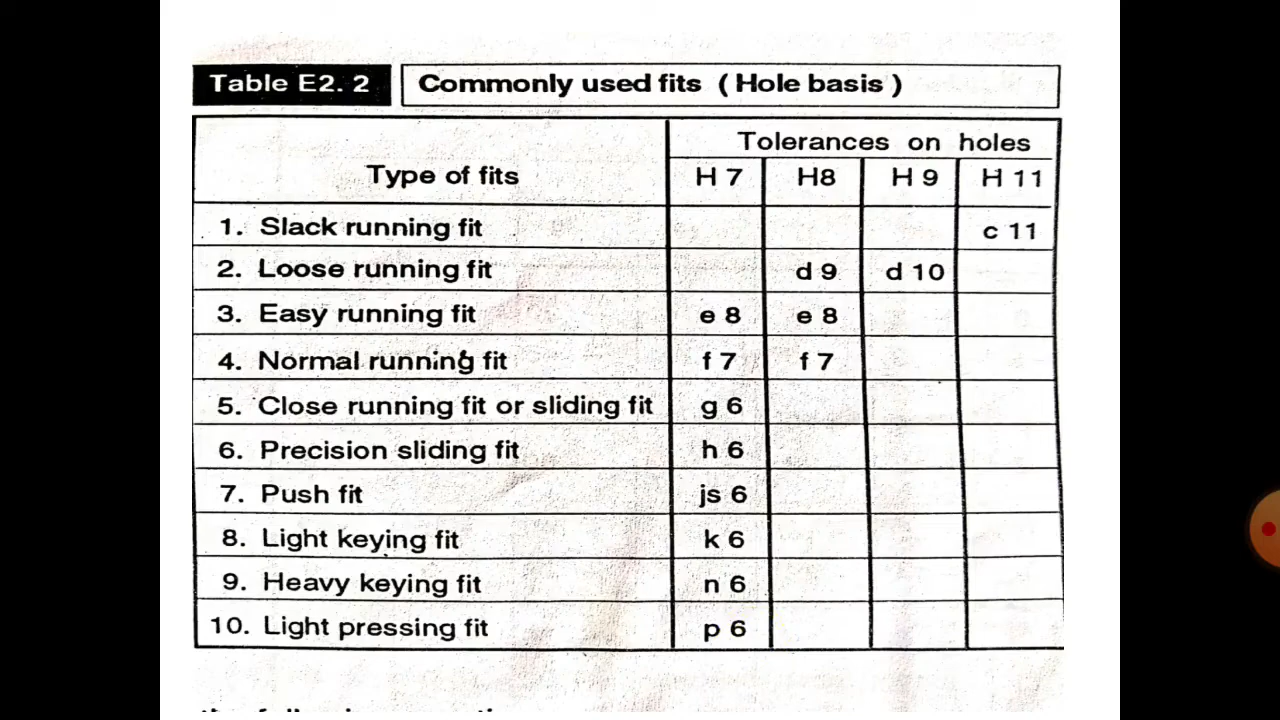 Table E2. 2 Commonly used fits ( Hole basis )
Type of fits Tolerances on holes
H 7 H8 H 9 H 11
1. Slack running fit c 11
2. Loose running fit d 9 d 10
3. Easy running fit e 8 e 8
4. Normal running fit f 7 f 7
5. Close running fit or sliding fit g 6
6. Precision sliding fit h 6
7. Push fit js 6
8. Light keying fit k 6
9. Heavy keying fit n 6
10. Light pressing fit p 6